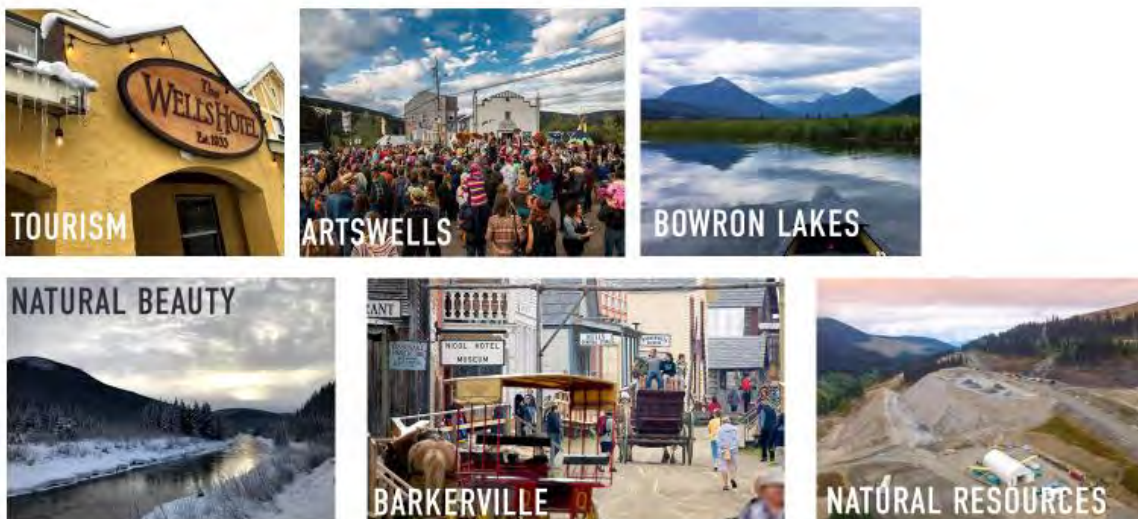 The
WELLS HOTEL
Est. 1933
TOURISM
ARTSWELLS
BOWRON LAKES
NATURAL BEAUTY
NICOL HOTEL
MUSEUM
BARKERVILLE
NATURAL RESOURCES